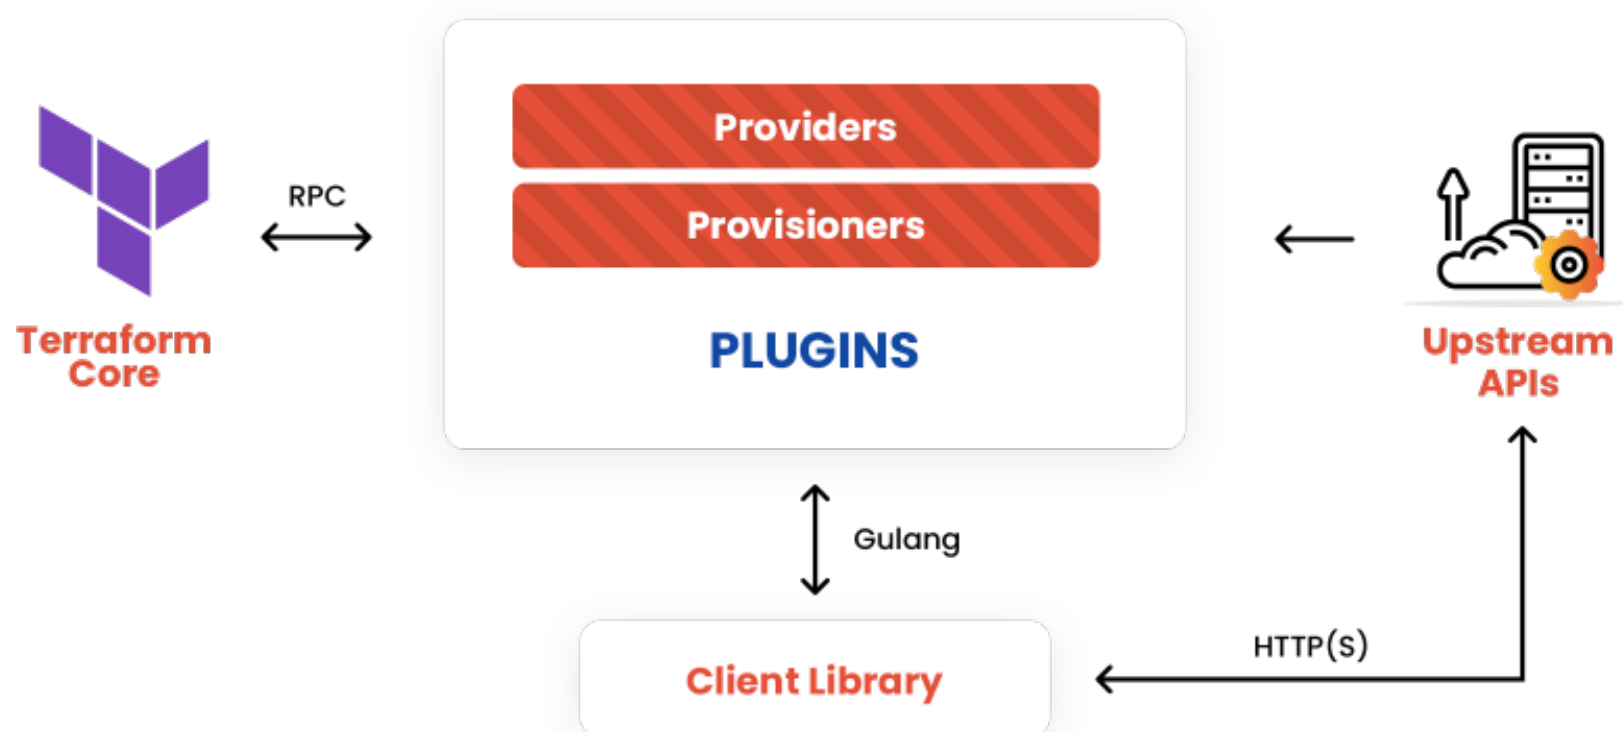 Providers
RPC
Provisioners
Terraform
Core
PLUGINS
Upstream
APIs
Gulang
HTTP(S)
Client Library